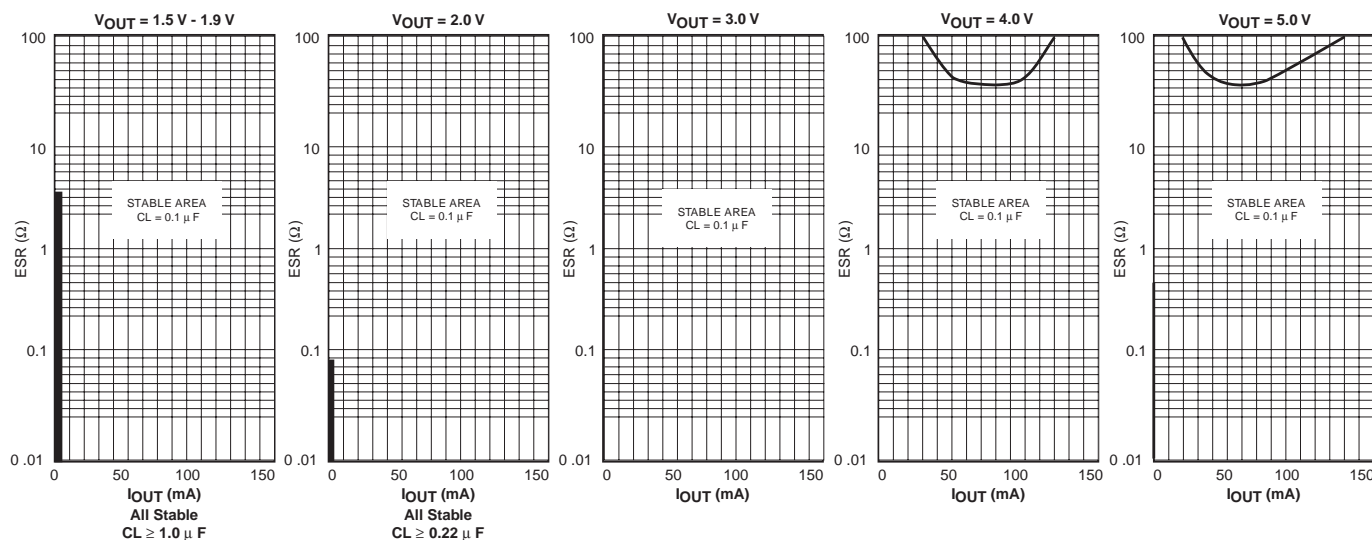 VOUT = 1.5 V - 1.9 V
100
10
1
0.1
0.01
ESR (Ω)
STABLE AREA
CL = 0.1 µ F
0 50 100 150
IOUT (mA)
All Stable
CL ≥ 1.0 µ F
VOUT = 2.0 V
100
10
1
0.1
0.01
ESR (Ω)
STABLE AREA
CL = 0.1 µ F
0 50 100 150
IOUT (mA)
All Stable
CL ≥ 0.22 µ F
VOUT = 3.0 V
100
10
1
0.1
0.01
ESR (Ω)
STABLE AREA
CL = 0.1 µ F
0 50 100 150
IOUT (mA)
VOUT = 4.0 V
100
10
1
0.1
0.01
ESR (Ω)
STABLE AREA
CL = 0.1 µ F
0 50 100 150
IOUT (mA)
VOUT = 5.0 V
100
10
1
0.1
0.01
ESR (Ω)
STABLE AREA
CL = 0.1 µ F
0 50 100 150
IOUT (mA)